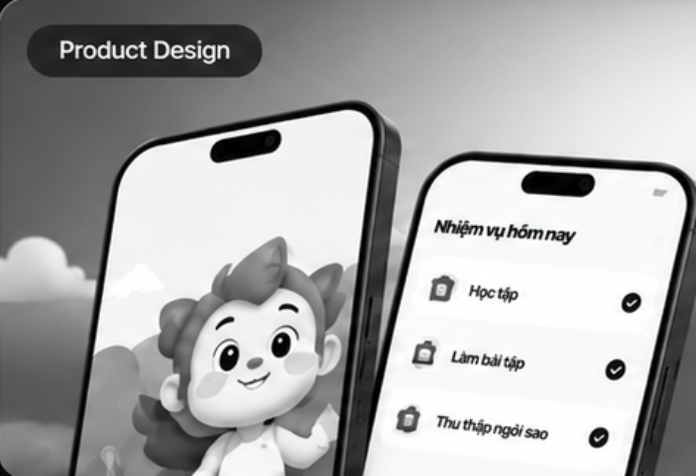 Product Design
Nhiệm vụ hôm nay
Học tập
Làm bài tập
Thu thập ngôi sao